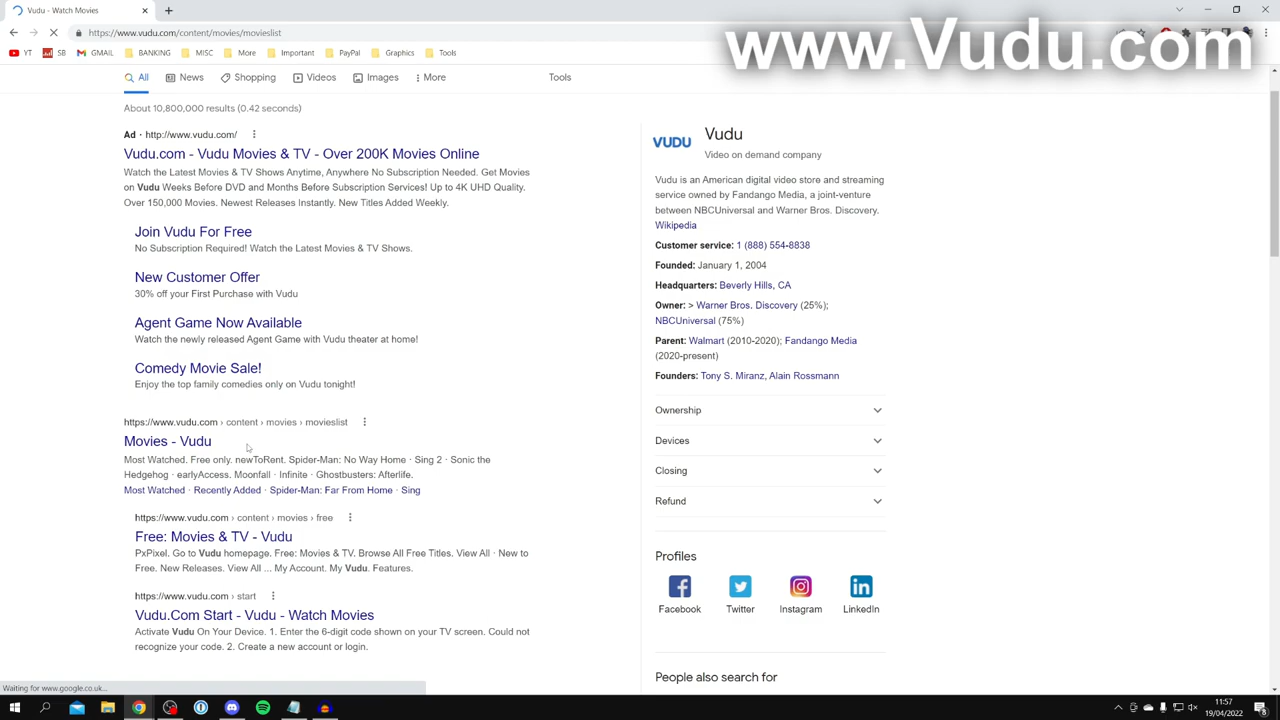 Vudu - Watch Movies
https://www.vudu.com/content/movies/movieslist
www.Vudu.com
YT
SB
GMAIL
BANKING
MISC
More
Important
PayPal
Graphics
Tools
All
News
Shopping
Videos
Images
More
Tools
About 10,800,000 results (0.42 seconds)
Ad · http://www.vudu.com/
Vudu.com - Vudu Movies & TV - Over 200K Movies Online
Watch the Latest Movies & TV Shows Anytime, Anywhere No Subscription Needed. Get Movies
on Vudu Weeks Before DVD and Months Before Subscription Services! Up to 4K UHD Quality.
Over 150,000 Movies. Newest Releases Instantly. New Titles Added Weekly.
Join Vudu For Free
No Subscription Required! Watch the Latest Movies & TV Shows.
New Customer Offer
30% off your First Purchase with Vudu
Agent Game Now Available
Watch the newly released Agent Game with Vudu theater at home!
Comedy Movie Sale!
Enjoy the top family comedies only on Vudu tonight!
https://www.vudu.com › content › movies › movieslist
Movies - Vudu
Most Watched. Free only. newToRent. Spider-Man: No Way Home · Sing 2 · Sonic the
Hedgehog · earlyAccess. Moonfall · Infinite · Ghostbusters: Afterlife.
Most Watched · Recently Added · Spider-Man: Far From Home · Sing
https://www.vudu.com › content › movies › free
Free: Movies & TV - Vudu
PxPixel. Go to Vudu homepage. Free: Movies & TV. Browse All Free Titles. View All · New to
Free. New Releases. View All ... My Account. My Vudu. Features.
https://www.vudu.com › start
Vudu.Com Start - Vudu - Watch Movies
Activate Vudu On Your Device. 1. Enter the 6-digit code shown on your TV screen. Could not
recognize your code. 2. Create a new account or login.
VUDU
Vudu
Video on demand company
Vudu is an American digital video store and streaming
service owned by Fandango Media, a joint-venture
between NBCUniversal and Warner Bros. Discovery.
Wikipedia
Customer service: 1 (888) 554-8838
Founded: January 1, 2004
Headquarters: Beverly Hills, CA
Owner: > Warner Bros. Discovery (25%);
NBCUniversal (75%)
Parent: Walmart (2010-2020); Fandango Media
(2020-present)
Founders: Tony S. Miranz, Alain Rossmann
Ownership
Devices
Closing
Refund
Profiles
Facebook
Twitter
Instagram
LinkedIn
People also search for
Waiting for www.google.co.uk...
11:57
19/04/2022
8